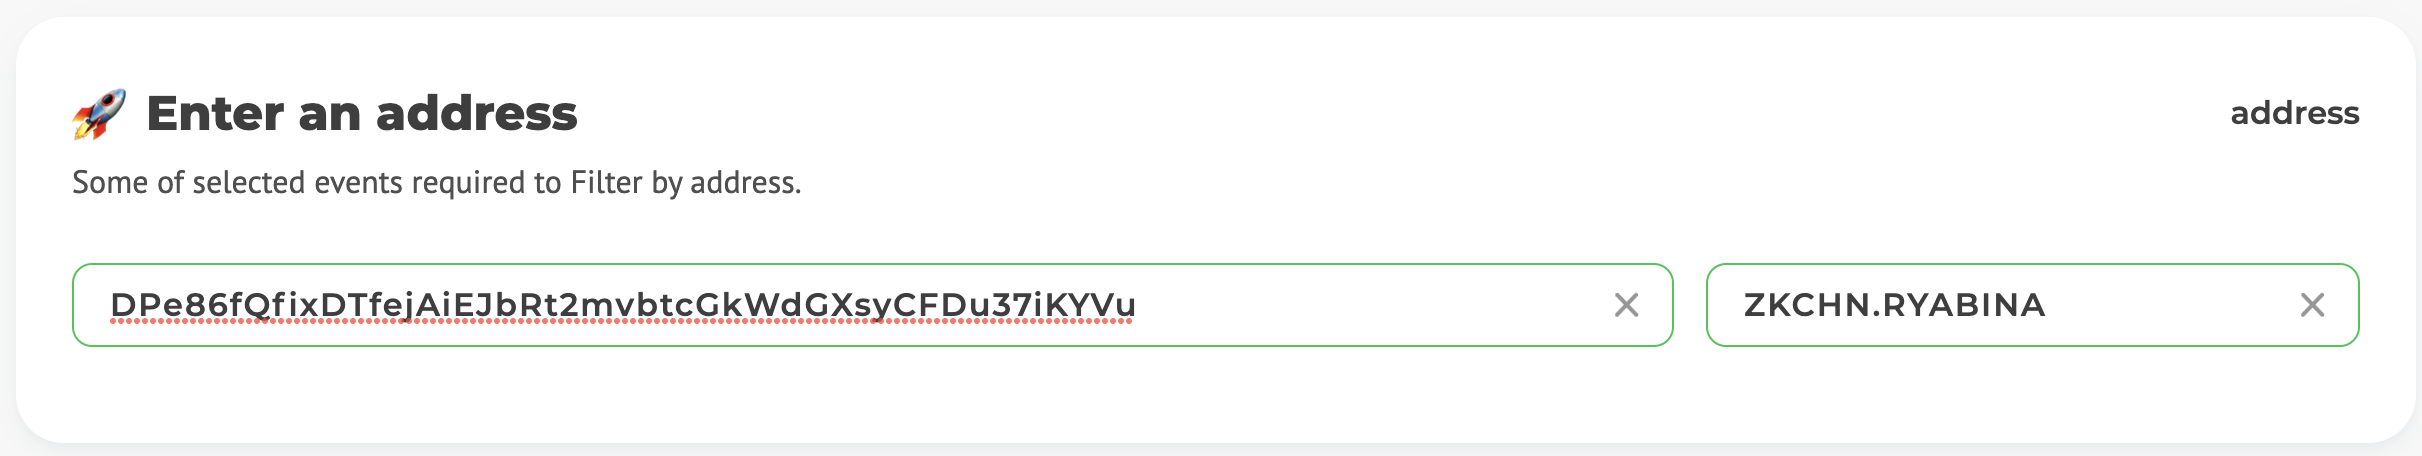 Enter an address
address
Some of selected events required to Filter by address.
DPe86fQfixDTfejAiEJbRt2mvbtcGkWdGXsyCFDu37iKYVu
ZKCHN.RYABINA